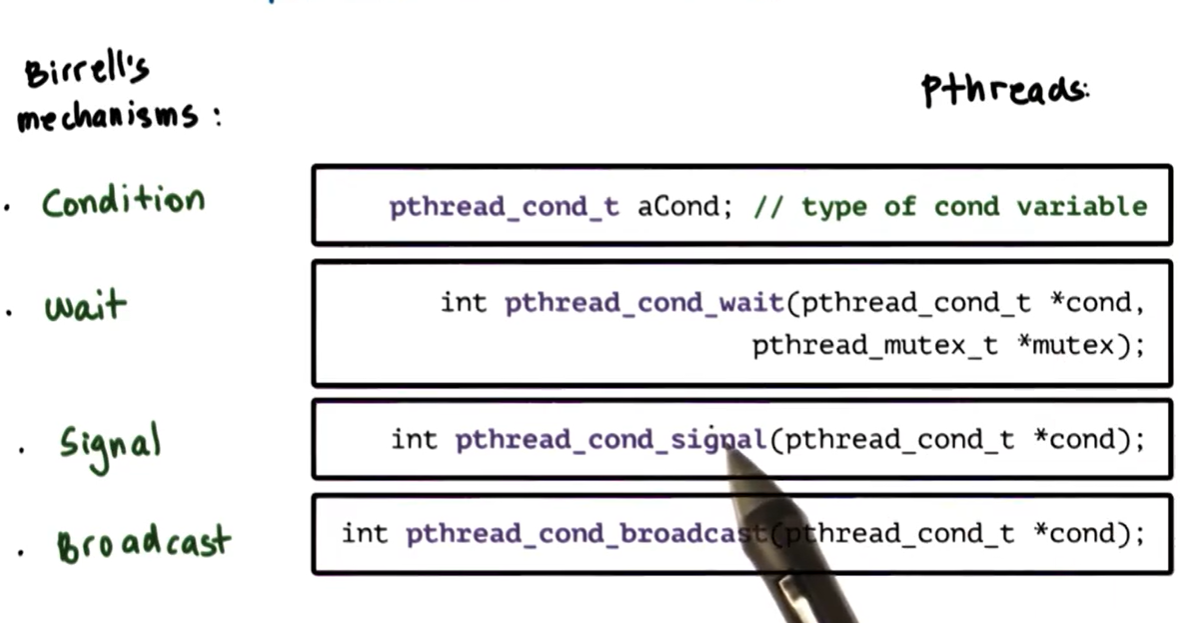 Birrell's
mechanisms:
Pthreads:
· Condition
pthread_cond_t aCond; // type of cond variable
· wait
int pthread_cond_wait(pthread_cond_t *cond,
pthread_mutex_t *mutex);
· Signal
int pthread_cond_signal(pthread_cond_t *cond);
· Broadcast
int pthread_cond_broadcast(pthread_cond_t *cond);